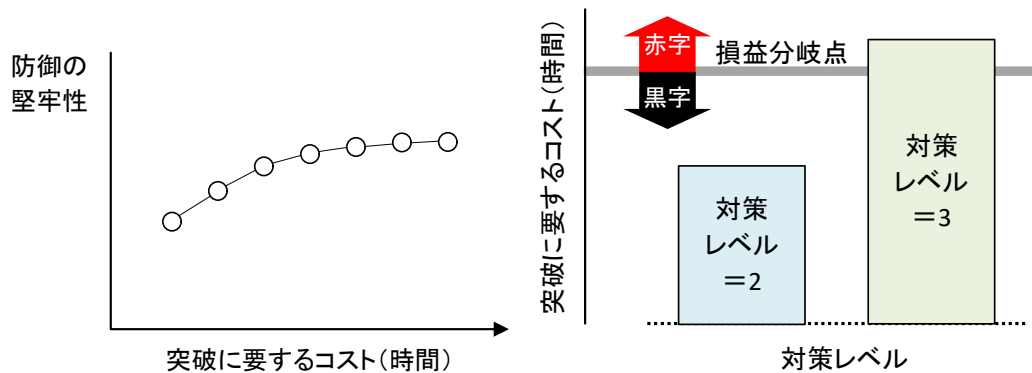 防御の
堅牢性
突破に要するコスト(時間)
突破に要するコスト(時間)
赤字
黒字
損益分岐点
対策
レベル
＝2
対策
レベル
＝3
対策レベル